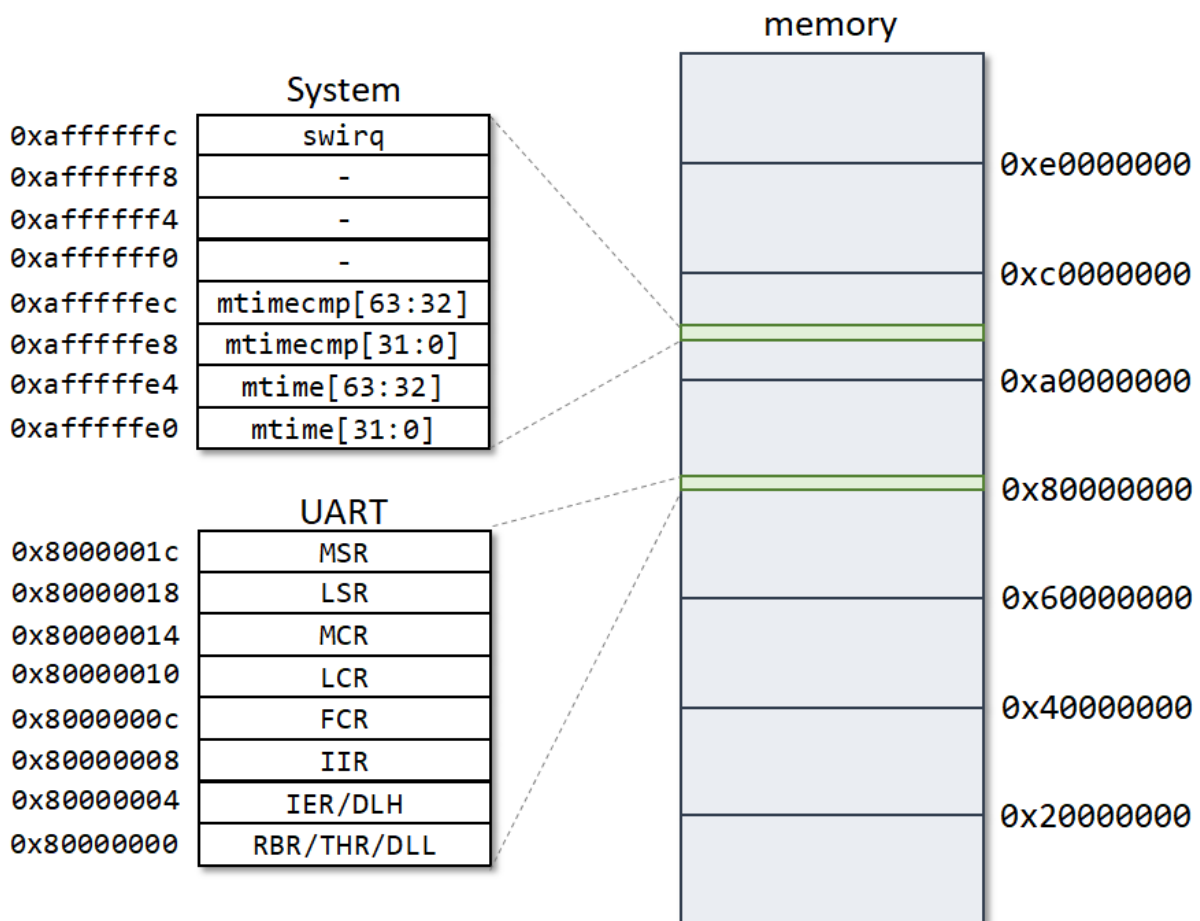 memory
System
0xaffffffc swirq
0xaffffff8 -
0xaffffff4 -
0xaffffff0 -
0xafffffec mtimecmp[63:32]
0xafffffe8 mtimecmp[31:0]
0xafffffe4 mtime[63:32]
0xafffffe0 mtime[31:0]
UART
0x8000001c MSR
0x80000018 LSR
0x80000014 MCR
0x80000010 LCR
0x8000000c FCR
0x80000008 IIR
0x80000004 IER/DLH
0x80000000 RBR/THR/DLL
0xe0000000
0xc0000000
0xa0000000
0x80000000
0x60000000
0x40000000
0x20000000